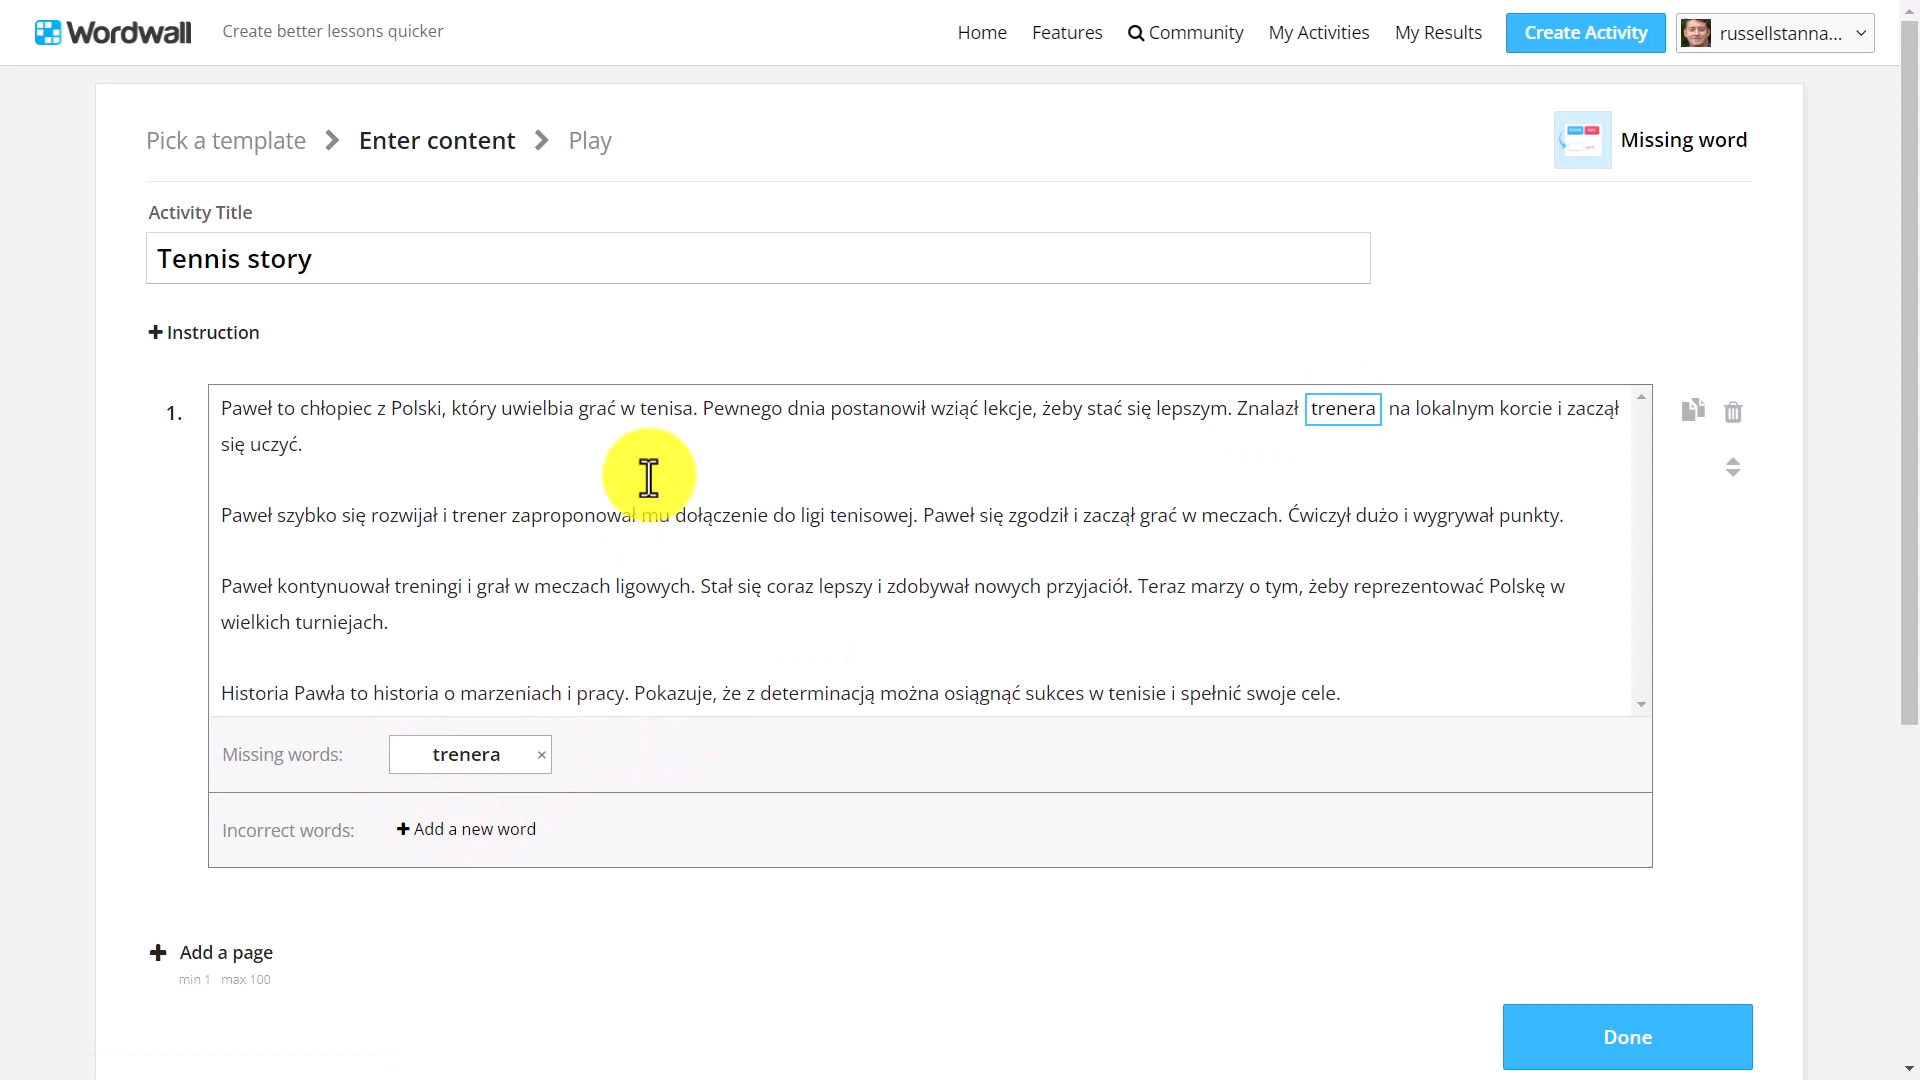 Wordwall
Create better lessons quicker
Home
Features
Community
My Activities
My Results
Create Activity
russellstanna...
Pick a template
Enter content
Play
Missing word
Activity Title
Tennis story
Instruction
1.
Paweł to chłopiec z Polski, który uwielbia grać w tenisa. Pewnego dnia postanowił wziąć lekcje, żeby stać się lepszym. Znalazł trenera na lokalnym korcie i zaczął
się uczyć.
Paweł szybko się rozwijał i trener zaproponował mu dołączenie do ligi tenisowej. Paweł się zgodził i zaczął grać w meczach. Ćwiczył dużo i wygrywał punkty.
Paweł kontynuował treningi i grał w meczach ligowych. Stał się coraz lepszy i zdobywał nowych przyjaciół. Teraz marzy o tym, żeby reprezentować Polskę w
wielkich turniejach.
Historia Pawła to historia o marzeniach i pracy. Pokazuje, że z determinacją można osiągnąć sukces w tenisie i spełnić swoje cele.
Missing words:
trenera
Incorrect words:
Add a new word
Add a page
min 1 max 100
Done